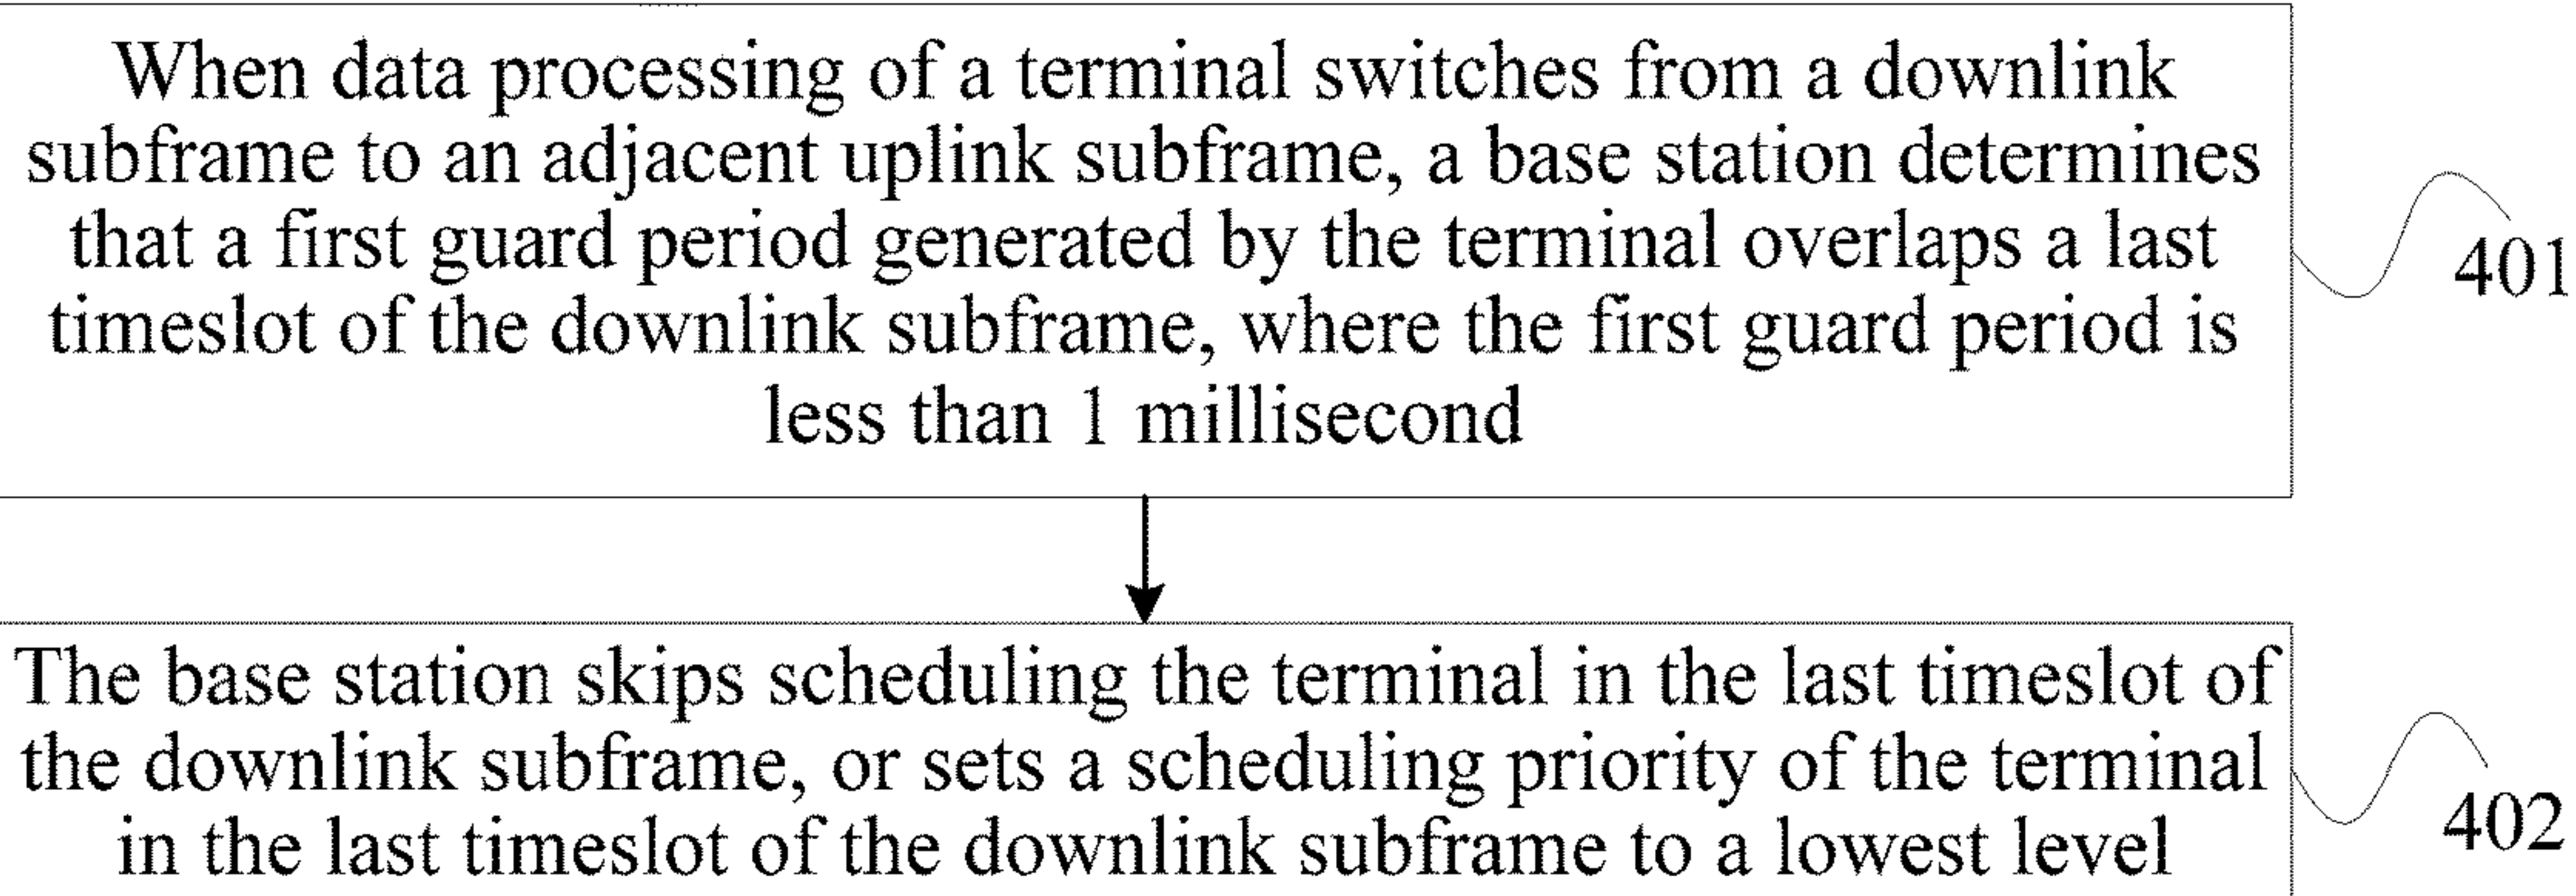 When data processing of a terminal switches from a downlink
subframe to an adjacent uplink subframe, a base station determines
that a first guard period generated by the terminal overlaps a last
timeslot of the downlink subframe, where the first guard period is
less than 1 millisecond
401
The base station skips scheduling the terminal in the last timeslot of
the downlink subframe, or sets a scheduling priority of the terminal
in the last timeslot of the downlink subframe to a lowest level
402